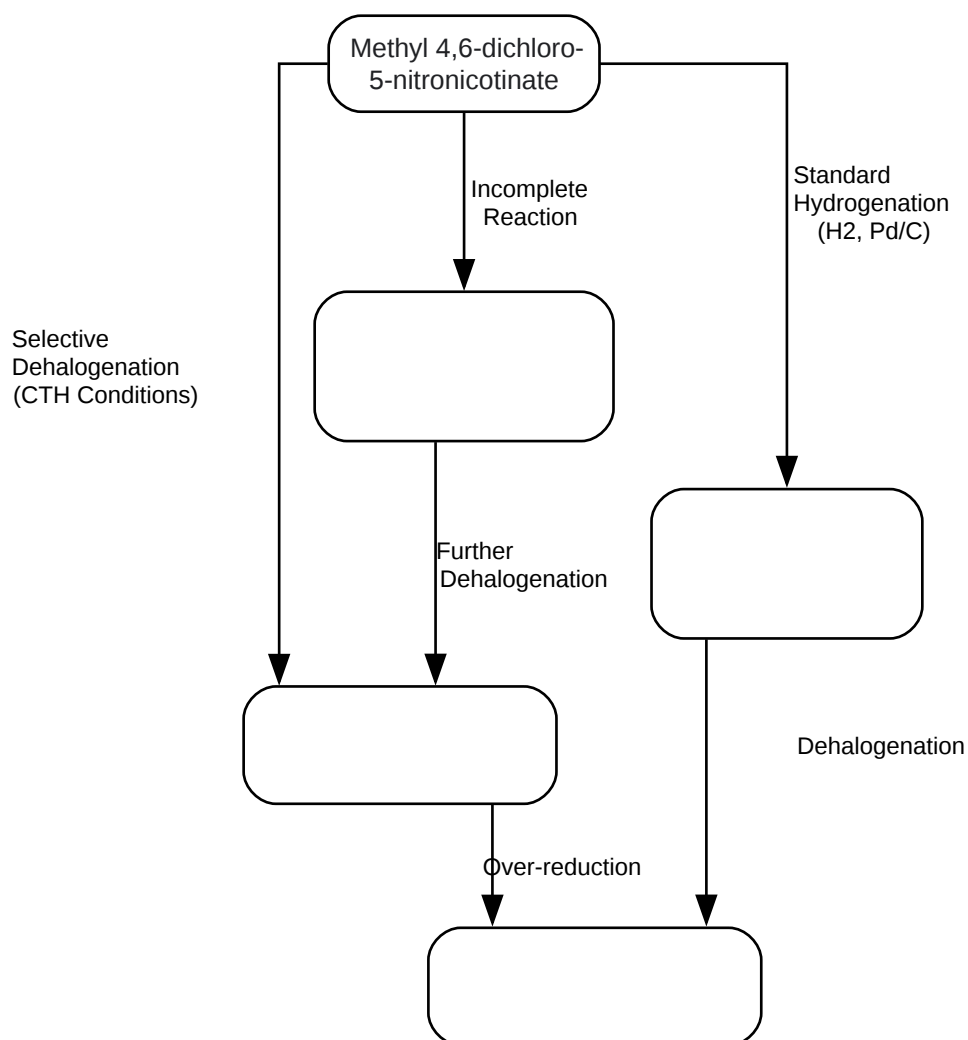 Methyl 4,6-dichloro-
5-nitronicotinate
Incomplete
Reaction
Standard
Hydrogenation
(H2, Pd/C)
Selective
Dehalogenation
(CTH Conditions)
Further
Dehalogenation
Dehalogenation
Over-reduction